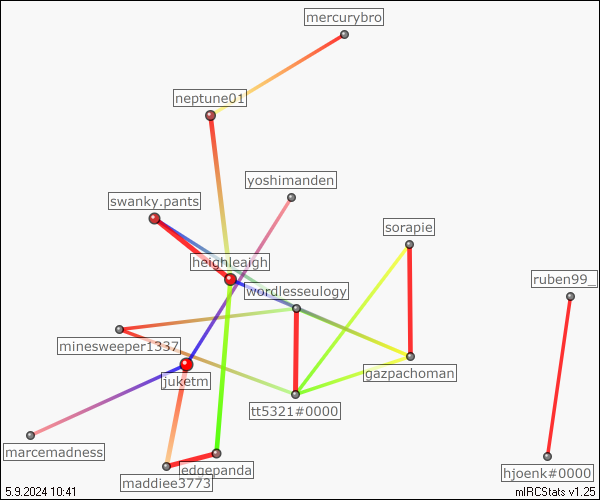 mercurybro
neptune01
yoshimanden
swanky.pants
sorapie
heighleaigh
ruben99_
wordlesseulogy
minesweeper1337
gazpachoman
juketm
tt5321#0000
marcemadness
edgepanda
hjoenk#0000
maddiee3773
5.9.2024 10:41
mIRCStats v1.25